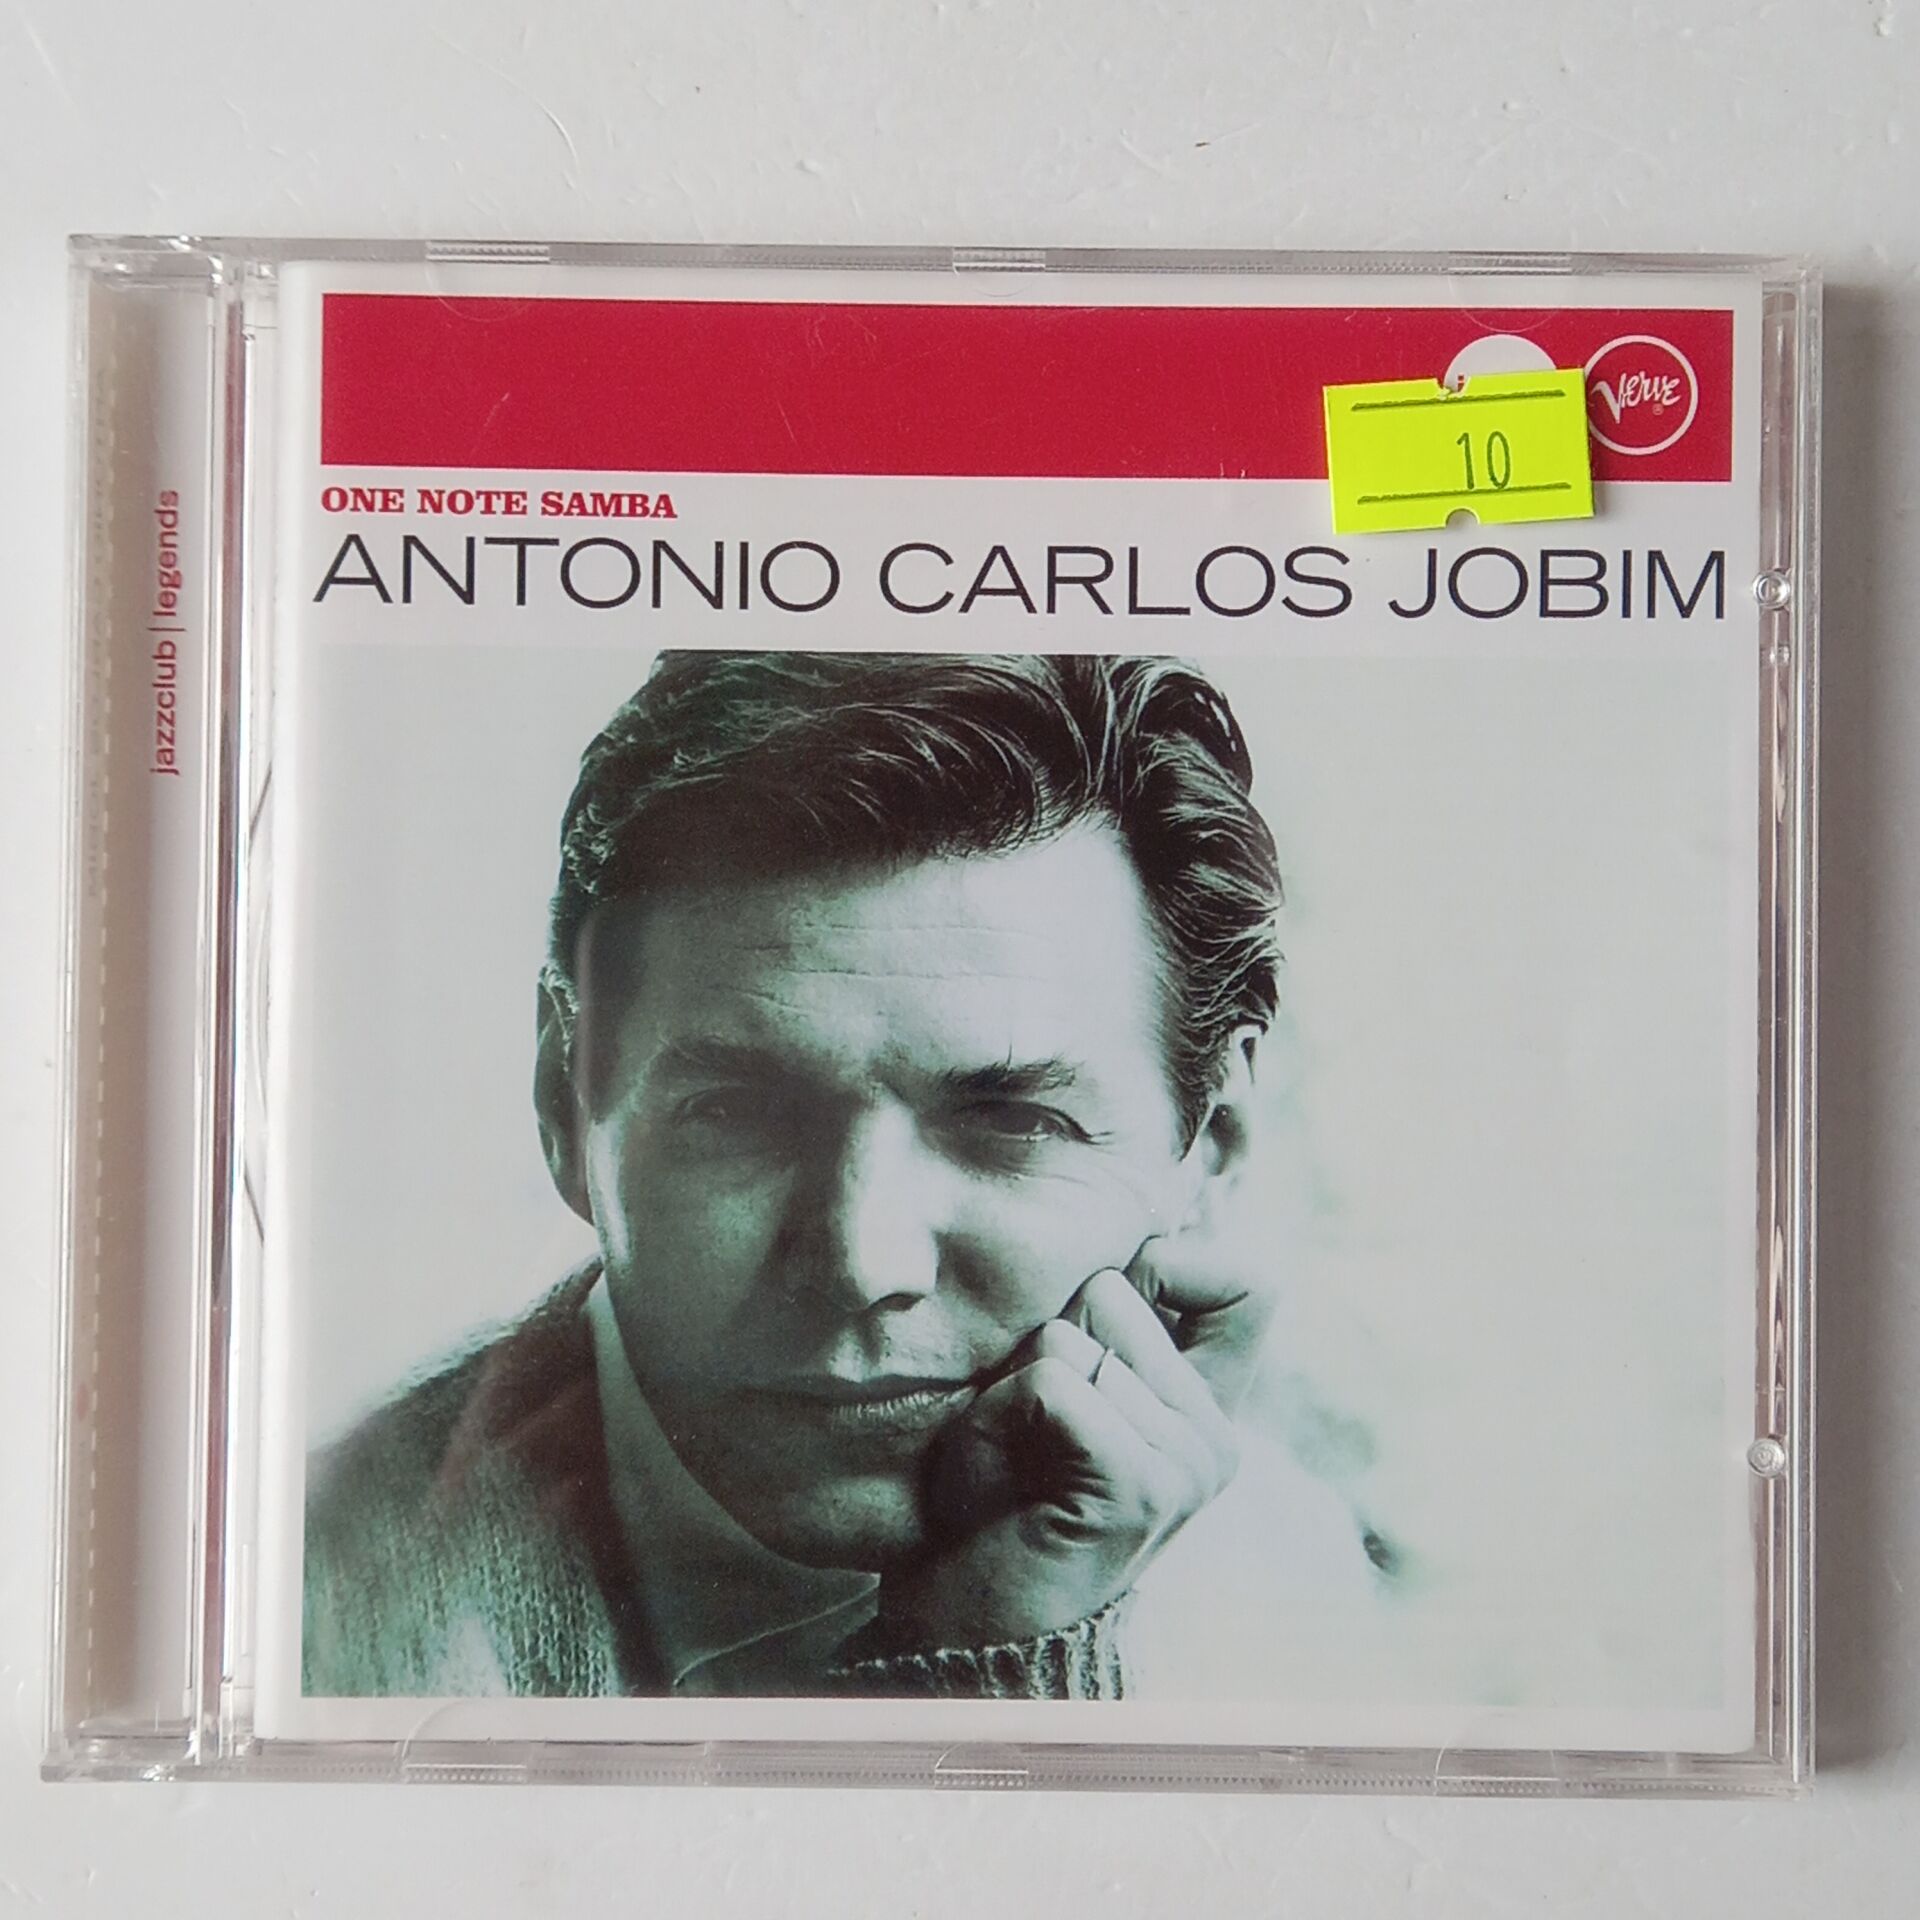 Verve
10
ONE NOTE SAMBA
ANTONIO CARLOS JOBIM
jazzclub | legends